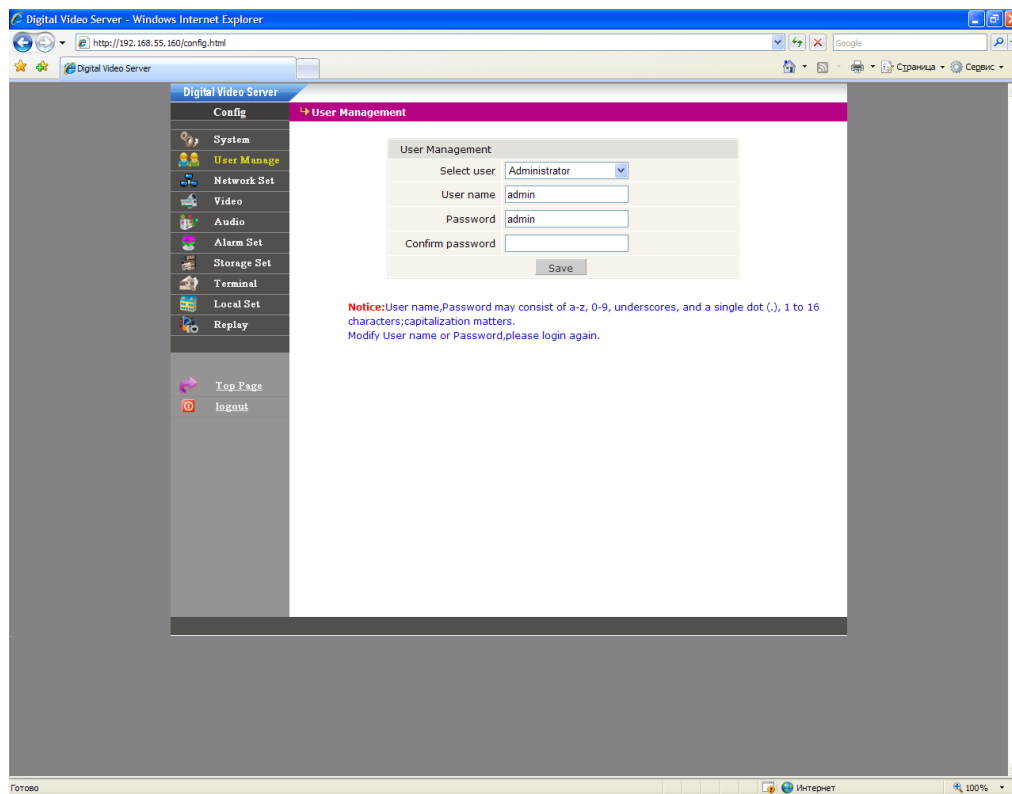 Digital Video Server - Windows Internet Explorer
http://192.168.55.160/config.html
Google
Digital Video Server
Страница
Сервис
Digital Video Server
Config
User Management
System
User Manage
Network Set
Video
Audio
Alarm Set
Storage Set
Terminal
Local Set
Replay
Top Page
logout
User Management
Select user Administrator
User name admin
Password admin
Confirm password
Save
Notice:User name,Password may consist of a-z, 0-9, underscores, and a single dot (.), 1 to 16
characters;capitalization matters.
Modify User name or Password,please login again.
Готово
Интернет
100%